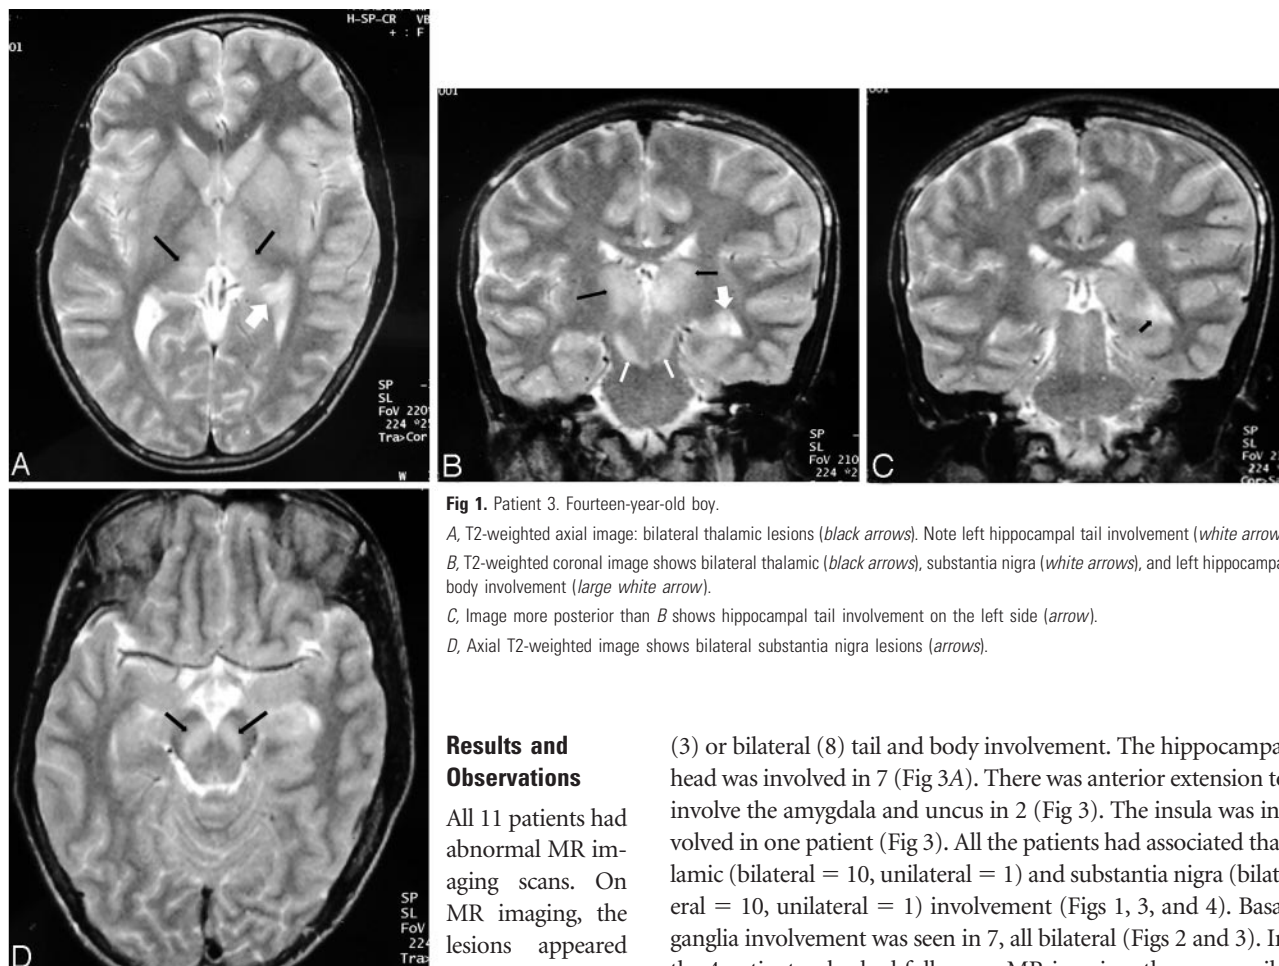 H-SP-CR VB
+ : F
01
SP -
SL
FoV 220
224 *2
Tra>Cor
W
A
001
SP -
SL
FoV 210
224 *2
B
001
SP
SL
FoV 2
224
C
Fig 1. Patient 3. Fourteen-year-old boy.
A, T2-weighted axial image: bilateral thalamic lesions (black arrows). Note left hippocampal tail involvement (white arrow
B, T2-weighted coronal image shows bilateral thalamic (black arrows), substantia nigra (white arrows), and left hippocampa
body involvement (large white arrow).
C, Image more posterior than B shows hippocampal tail involvement on the left side (arrow).
D, Axial T2-weighted image shows bilateral substantia nigra lesions (arrows).
SP
SL
FoV
224
Tra>
D
Results and
Observations
All 11 patients had
abnormal MR im-
aging scans. On
MR imaging, the
lesions appeared
(3) or bilateral (8) tail and body involvement. The hippocampa
head was involved in 7 (Fig 3A). There was anterior extension to
involve the amygdala and uncus in 2 (Fig 3). The insula was in
volved in one patient (Fig 3). All the patients had associated tha
lamic (bilateral = 10, unilateral = 1) and substantia nigra (bilat
eral = 10, unilateral = 1) involvement (Figs 1, 3, and 4). Basa
ganglia involvement was seen in 7, all bilateral (Figs 2 and 3). In